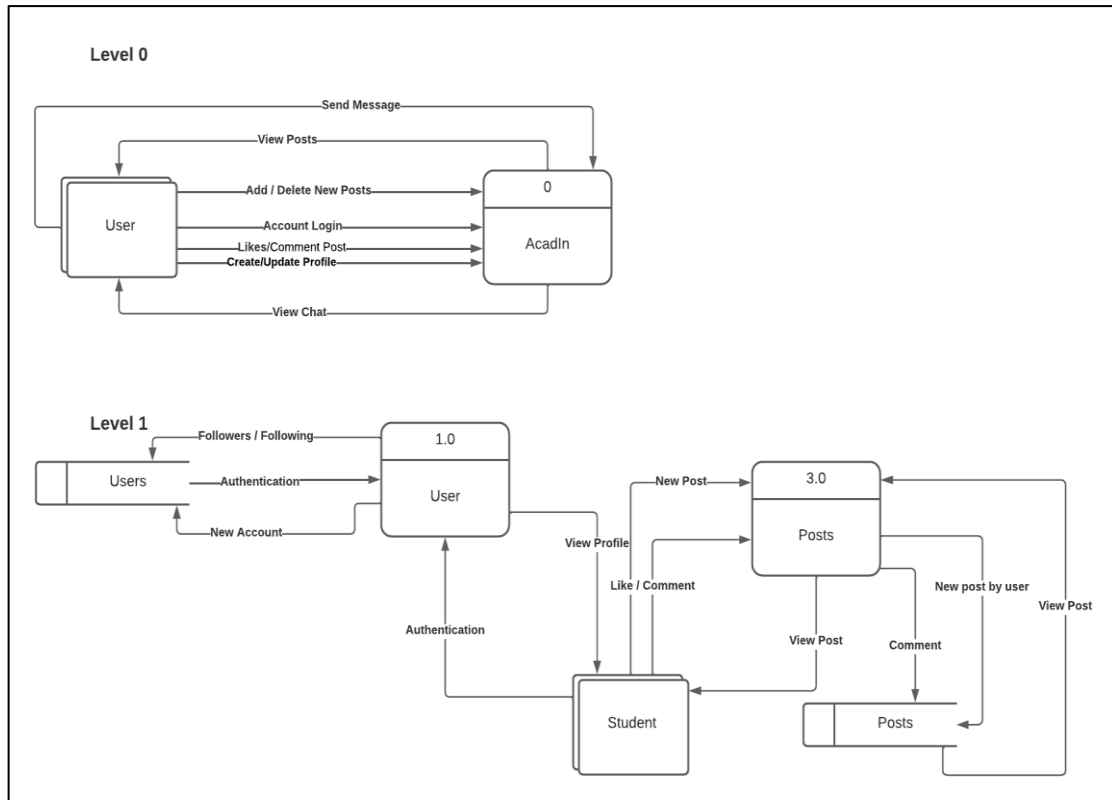 Level 0
Send Message
View Posts
0
Add / Delete New Posts
User
Account Login
AcadIn
Likes/Comment Post
Create/Update Profile
View Chat
Level 1
Followers / Following
1.0
Users
Authentication
User
New Account
New Post
3.0
Posts
View Profile
Like / Comment
New post by user
View Post
Authentication
View Post
Comment
Student
Posts